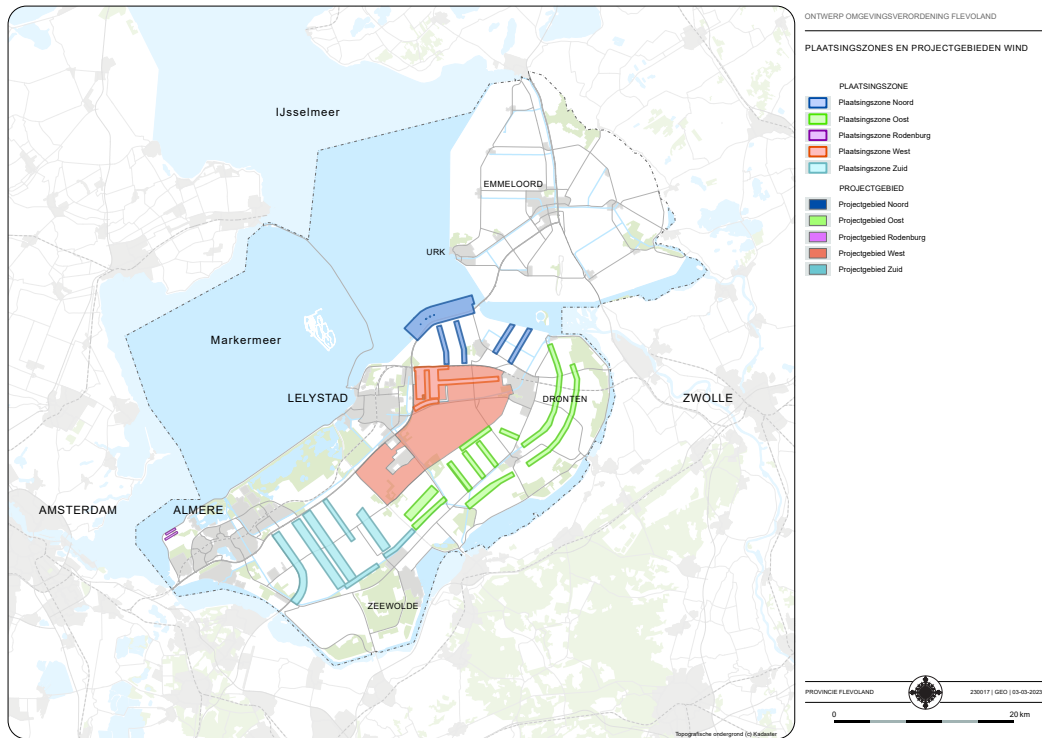 ONTWERP OMGEVINGSVERORDENING FLEVOLAND
PLAATSINGSZONES EN PROJECTGEBIEDEN WIND
PLAATSINGSZONE
Plaatsingszone Noord
Plaatsingszone Oost
Plaatsingszone Rodenburg
Plaatsingszone West
Plaatsingszone Zuid
PROJECTGEBIED
Projectgebied Noord
Projectgebied Oost
Projectgebied Rodenburg
Projectgebied West
Projectgebied Zuid
IJsselmeer
EMMELOORD
URK
Markermeer
LELYSTAD
DRONTEN
ZWOLLE
AMSTERDAM
ALMERE
ZEEWOLDE
PROVINCIE FLEVOLAND
230017 | GEO | 03-03-2023
0
20 km
Topografische ondergrond (c) Kadaster